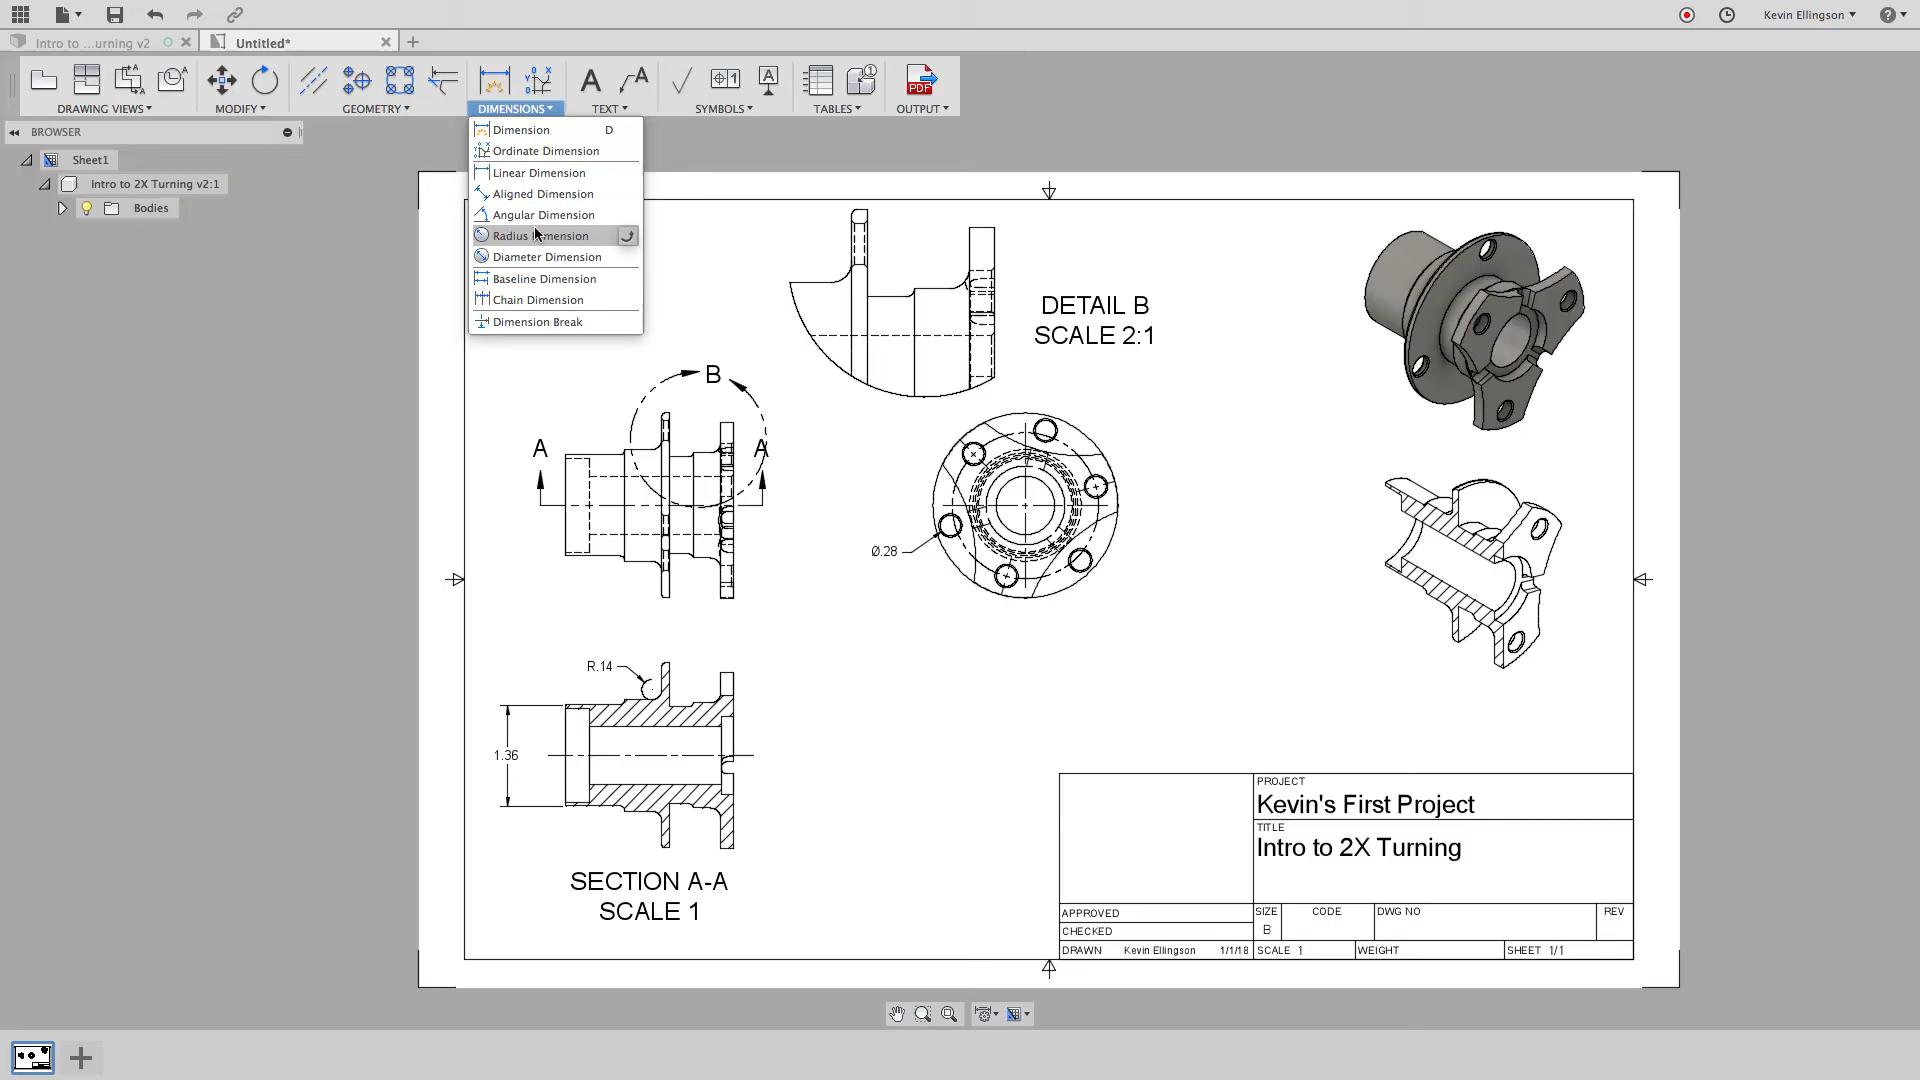 Kevin Ellingson
Intro to ...urning v2
Untitled*
DRAWING VIEWS
MODIFY
GEOMETRY
DIMENSIONS
TEXT
SYMBOLS
TABLES
PDF
OUTPUT
BROWSER
Sheet1
Intro to 2X Turning v2:1
Bodies
Dimension D
Ordinate Dimension
Linear Dimension
Aligned Dimension
Angular Dimension
Radius Dimension
Diameter Dimension
Baseline Dimension
Chain Dimension
Dimension Break
DETAIL B
SCALE 2:1
B
A A
Ø.28
R.14
1.36
SECTION A-A
SCALE 1
PROJECT
Kevin's First Project
TITLE
Intro to 2X Turning
APPROVED
CHECKED
DRAWN Kevin Ellingson 1/1/18
SIZE CODE DWG NO REV
B
SCALE 1 WEIGHT SHEET 1/1